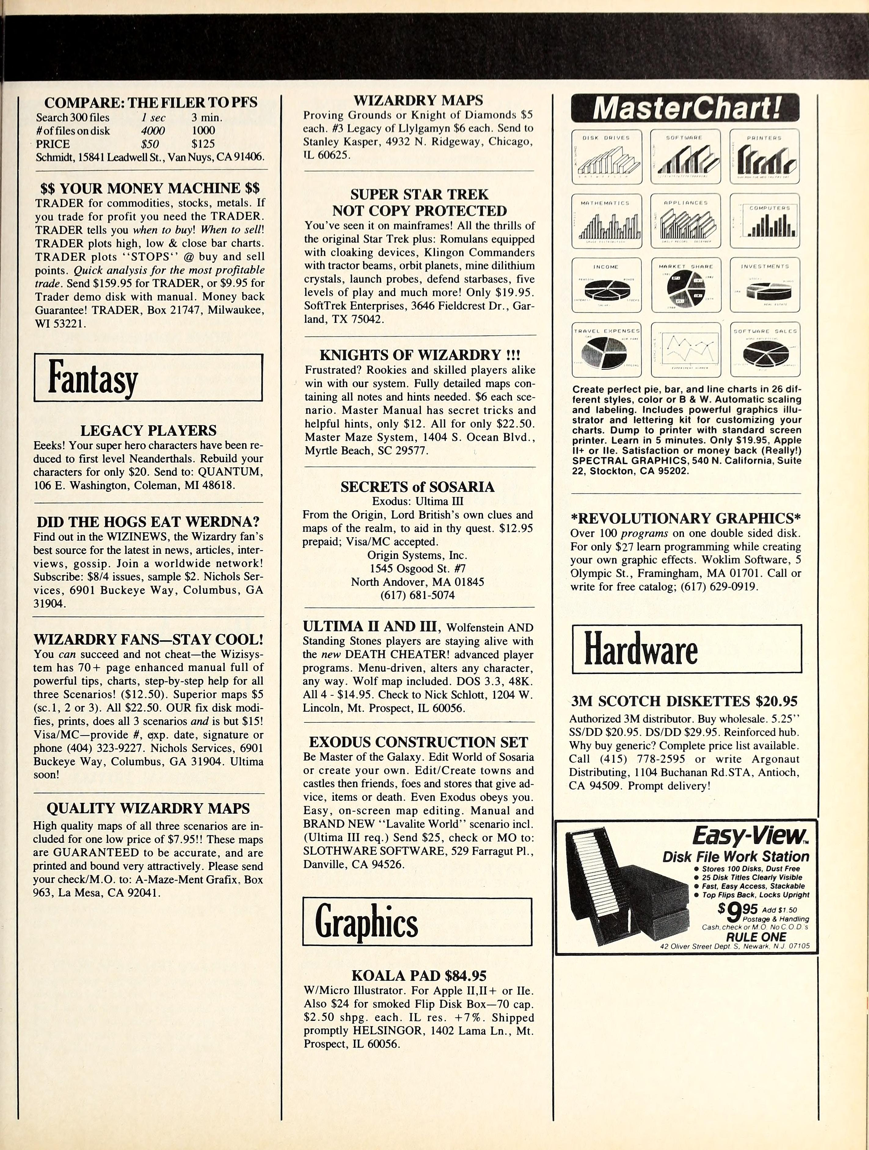 COMPARE: THE FILER TO PFS
Search 300 files 1 sec 3 min.
# of files on disk 4000 1000
PRICE $50 $125
Schmidt, 15841 Leadwell St., Van Nuys, CA 91406.
$$ YOUR MONEY MACHINE $$
TRADER for commodities, stocks, metals. If
you trade for profit you need the TRADER.
TRADER tells you when to buy! When to sell!
TRADER plots high, low & close bar charts.
TRADER plots "STOPS" @ buy and sell
points. Quick analysis for the most profitable
trade. Send $159.95 for TRADER, or $9.95 for
Trader demo disk with manual. Money back
Guarantee! TRADER, Box 21747, Milwaukee,
WI 53221.
Fantasy
LEGACY PLAYERS
Eeeks! Your super hero characters have been re-
duced to first level Neanderthals. Rebuild your
characters for only $20. Send to: QUANTUM,
106 E. Washington, Coleman, MI 48618.
DID THE HOGS EAT WERDNA?
Find out in the WIZINEWS, the Wizardry fan's
best source for the latest in news, articles, inter-
views, gossip. Join a worldwide network!
Subscribe: $8/4 issues, sample $2. Nichols Ser-
vices, 6901 Buckeye Way, Columbus, GA
31904.
WIZARDRY FANS—STAY COOL!
You can succeed and not cheat—the Wizisys-
tem has 70+ page enhanced manual full of
powerful tips, charts, step-by-step help for all
three Scenarios! ($12.50). Superior maps $5
(sc.1, 2 or 3). All $22.50. OUR fix disk modi-
fies, prints, does all 3 scenarios and is but $15!
Visa/MC—provide #, exp. date, signature or
phone (404) 323-9227. Nichols Services, 6901
Buckeye Way, Columbus, GA 31904. Ultima
soon!
QUALITY WIZARDRY MAPS
High quality maps of all three scenarios are in-
cluded for one low price of $7.95!! These maps
are GUARANTEED to be accurate, and are
printed and bound very attractively. Please send
your check/M.O. to: A-Maze-Ment Grafix, Box
963, La Mesa, CA 92041.
WIZARDRY MAPS
Proving Grounds or Knight of Diamonds $5
each. #3 Legacy of Llylgamyn $6 each. Send to
Stanley Kasper, 4932 N. Ridgeway, Chicago,
IL 60625.
SUPER STAR TREK
NOT COPY PROTECTED
You've seen it on mainframes! All the thrills of
the original Star Trek plus: Romulans equipped
with cloaking devices, Klingon Commanders
with tractor beams, orbit planets, mine dilithium
crystals, launch probes, defend starbases, five
levels of play and much more! Only $19.95.
SoftTrek Enterprises, 3646 Fieldcrest Dr., Gar-
land, TX 75042.
KNIGHTS OF WIZARDRY !!!
Frustrated? Rookies and skilled players alike
win with our system. Fully detailed maps con-
taining all notes and hints needed. $6 each sce-
nario. Master Manual has secret tricks and
helpful hints, only $12. All for only $22.50.
Master Maze System, 1404 S. Ocean Blvd.,
Myrtle Beach, SC 29577.
SECRETS of SOSARIA
Exodus: Ultima III
From the Origin, Lord British's own clues and
maps of the realm, to aid in thy quest. $12.95
prepaid; Visa/MC accepted.
Origin Systems, Inc.
1545 Osgood St. #7
North Andover, MA 01845
(617) 681-5074
ULTIMA II AND III, Wolfenstein AND
Standing Stones players are staying alive with
the new DEATH CHEATER! advanced player
programs. Menu-driven, alters any character,
any way. Wolf map included. DOS 3.3, 48K.
All 4 - $14.95. Check to Nick Schlott, 1204 W.
Lincoln, Mt. Prospect, IL 60056.
EXODUS CONSTRUCTION SET
Be Master of the Galaxy. Edit World of Sosaria
or create your own. Edit/Create towns and
castles then friends, foes and stores that give ad-
vice, items or death. Even Exodus obeys you.
Easy, on-screen map editing. Manual and
BRAND NEW "Lavalite World" scenario incl.
(Ultima III req.) Send $25, check or MO to:
SLOTHWARE SOFTWARE, 529 Farragut Pl.,
Danville, CA 94526.
Graphics
KOALA PAD $84.95
W/Micro Illustrator. For Apple II,II+ or IIe.
Also $24 for smoked Flip Disk Box—70 cap.
$2.50 shpg. each. IL res. +7%. Shipped
promptly HELSINGOR, 1402 Lama Ln., Mt.
Prospect, IL 60056.
MasterChart!
DISK DRIVES SOFTWARE PRINTERS
MATHEMATICS APPLIANCES COMPUTERS
INCOME MARKET SHARE INVESTMENTS
TRAVEL EXPENSES SOFTWARE SALES
Create perfect pie, bar, and line charts in 26 dif-
ferent styles, color or B & W. Automatic scaling
and labeling. Includes powerful graphics illu-
strator and lettering kit for customizing your
charts. Dump to printer with standard screen
printer. Learn in 5 minutes. Only $19.95, Apple
II+ or IIe. Satisfaction or money back (Really!)
SPECTRAL GRAPHICS, 540 N. California, Suite
22, Stockton, CA 95202.
*REVOLUTIONARY GRAPHICS*
Over 100 programs on one double sided disk.
For only $27 learn programming while creating
your own graphic effects. Woklim Software, 5
Olympic St., Framingham, MA 01701. Call or
write for free catalog; (617) 629-0919.
Hardware
3M SCOTCH DISKETTES $20.95
Authorized 3M distributor. Buy wholesale. 5.25''
SS/DD $20.95. DS/DD $29.95. Reinforced hub.
Why buy generic? Complete price list available.
Call (415) 778-2595 or write Argonaut
Distributing, 1104 Buchanan Rd.STA, Antioch,
CA 94509. Prompt delivery!
Easy-View™
Disk File Work Station
• Stores 100 Disks, Dust Free
• 25 Disk Titles Clearly Visible
• Fast, Easy Access, Stackable
• Top Flips Back, Locks Upright
$9.95 Add $1.50
Postage & Handling
Cash, check or M.O. No C.O.D.'s
RULE ONE
42 Oliver Street Dept. S, Newark, N.J. 07105